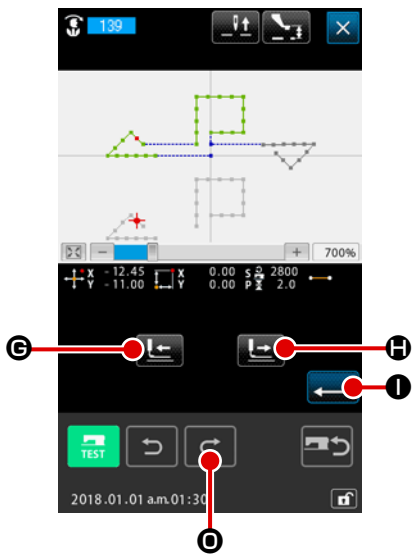 139
700%
X -12.45 X 0.00 S 2800
Y -11.00 Y 0.00 P 2.0
G H
I
TEST
2018.01.01 a.m.01:30
O